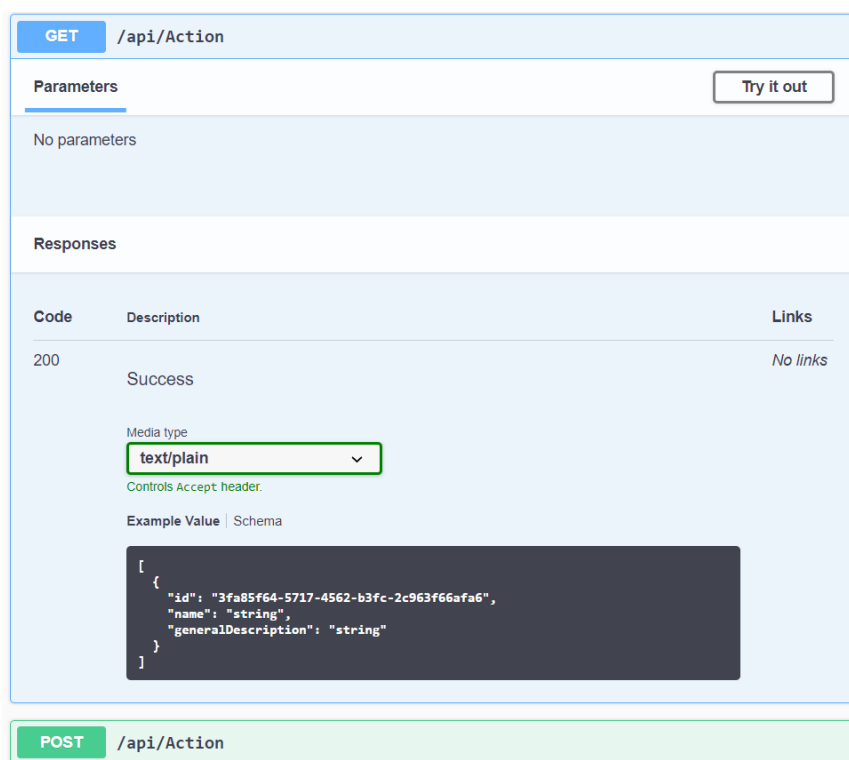 GET /api/Action
Parameters Try it out
No parameters
Responses
Code Description Links
200 Success No links
Media type
text/plain
Controls Accept header.
Example Value Schema
[
  {
    "id": "3fa85f64-5717-4562-b3fc-2c963f66afa6",
    "name": "string",
    "generalDescription": "string"
  }
]
POST /api/Action